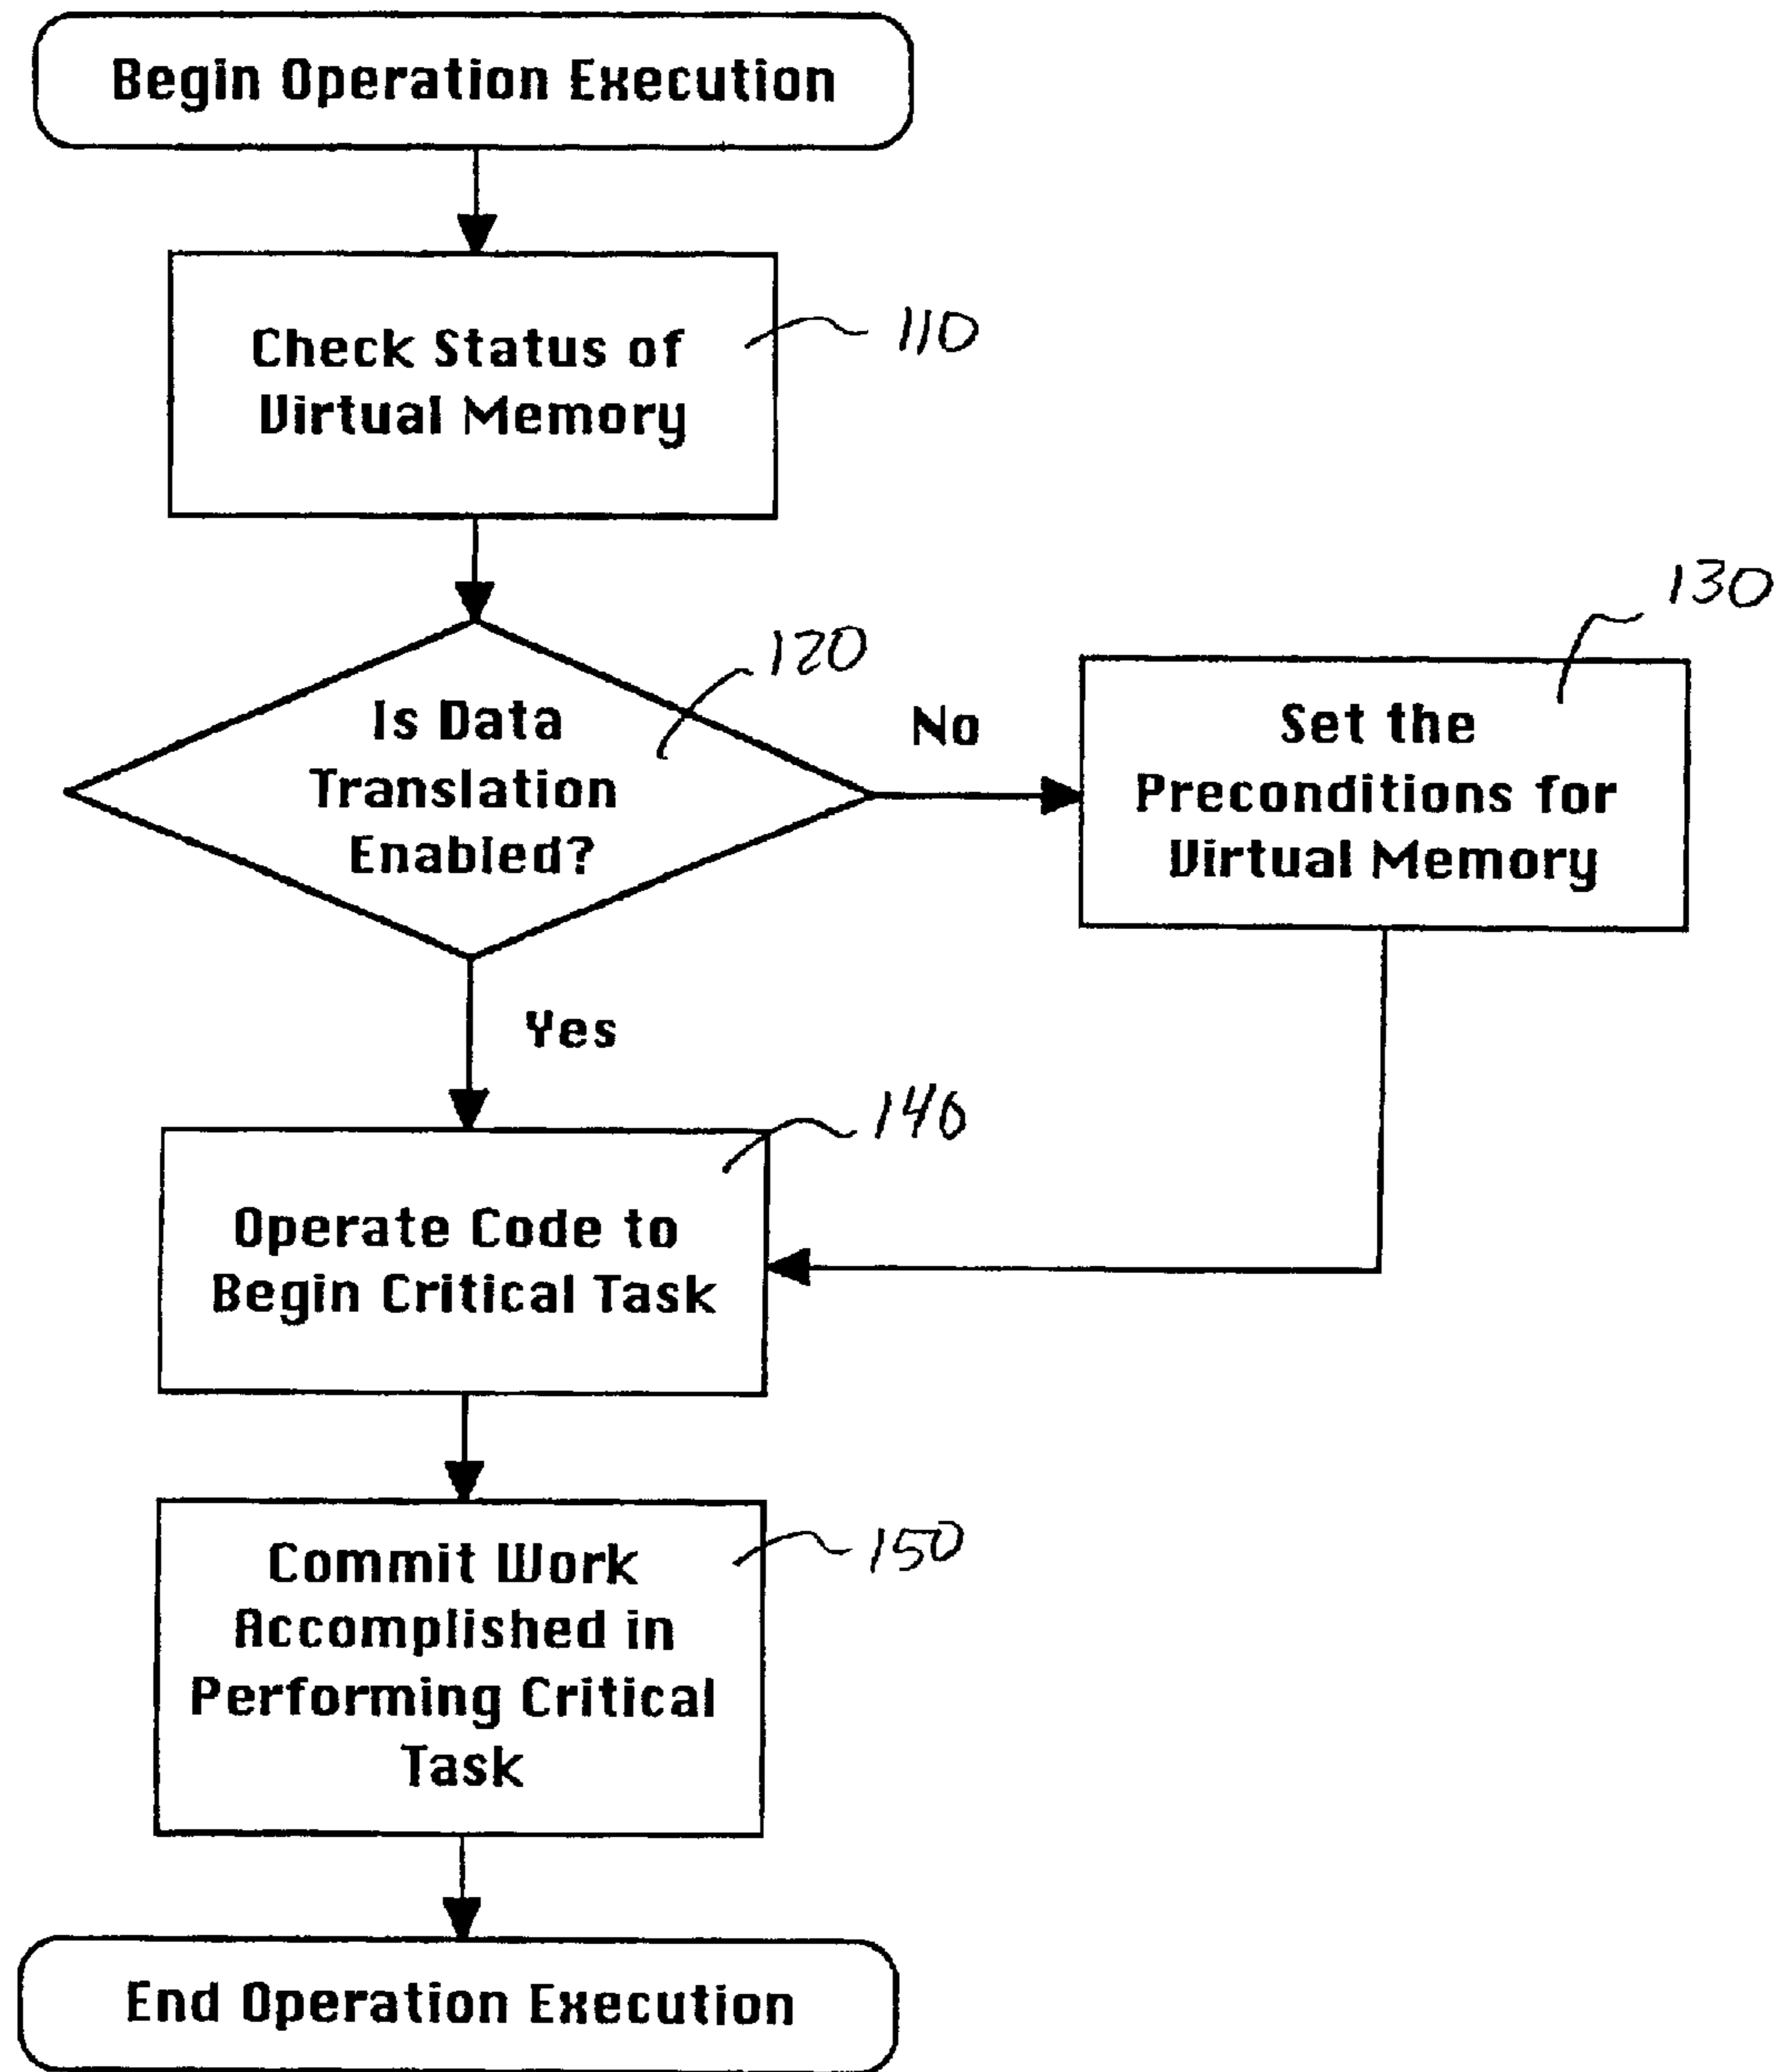 Begin Operation Execution
Check Status of
Virtual Memory
110
Is Data
Translation
Enabled?
120
No
Set the
Preconditions for
Virtual Memory
130
Yes
Operate Code to
Begin Critical Task
140
Commit Work
Accomplished in
Performing Critical
Task
150
End Operation Execution